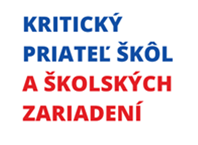 KRITICKÝ
PRIATEĽ ŠKÔL
A ŠKOLSKÝCH
ZARIADENÍ